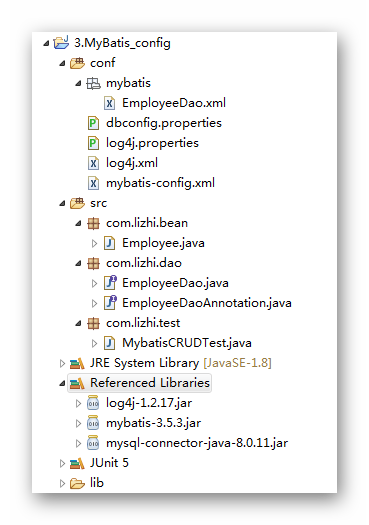 3.MyBatis_config
conf
mybatis
EmployeeDao.xml
dbconfig.properties
log4j.properties
log4j.xml
mybatis-config.xml
src
com.lizhi.bean
Employee.java
com.lizhi.dao
EmployeeDao.java
EmployeeDaoAnnotation.java
com.lizhi.test
MybatisCRUDTest.java
JRE System Library [JavaSE-1.8]
Referenced Libraries
log4j-1.2.17.jar
mybatis-3.5.3.jar
mysql-connector-java-8.0.11.jar
JUnit 5
lib